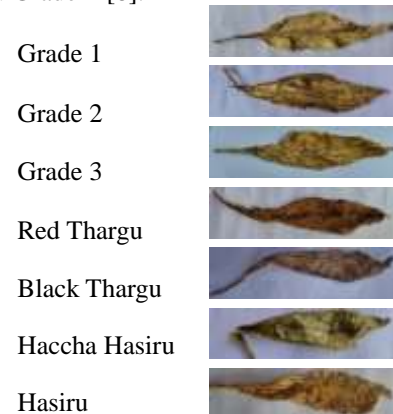 Grade 1
Grade 2
Grade 3
Red Thargu
Black Thargu
Haccha Hasiru
Hasiru